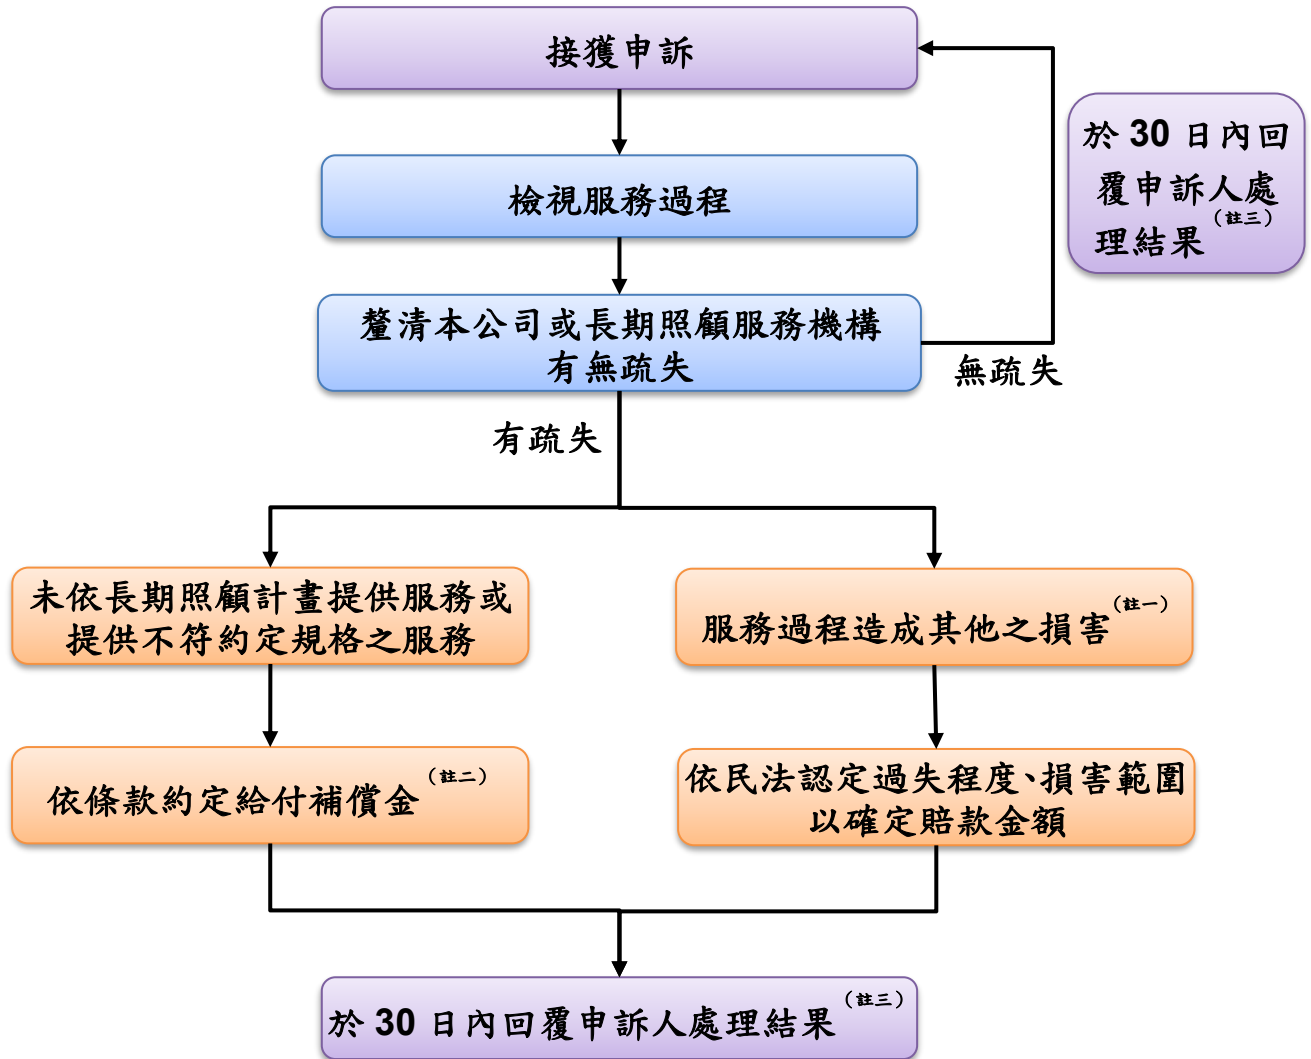 接獲申訴
於 30 日內回
覆申訴人處
理結果（註三）
檢視服務過程
釐清本公司或長期照顧服務機構
有無疏失
無疏失
有疏失
未依長期照顧計畫提供服務或
提供不符約定規格之服務
服務過程造成其他之損害（註一）
依條款約定給付補償金（註二）
依民法認定過失程度、損害範圍
以確定賠款金額
於 30 日內回覆申訴人處理結果（註三）